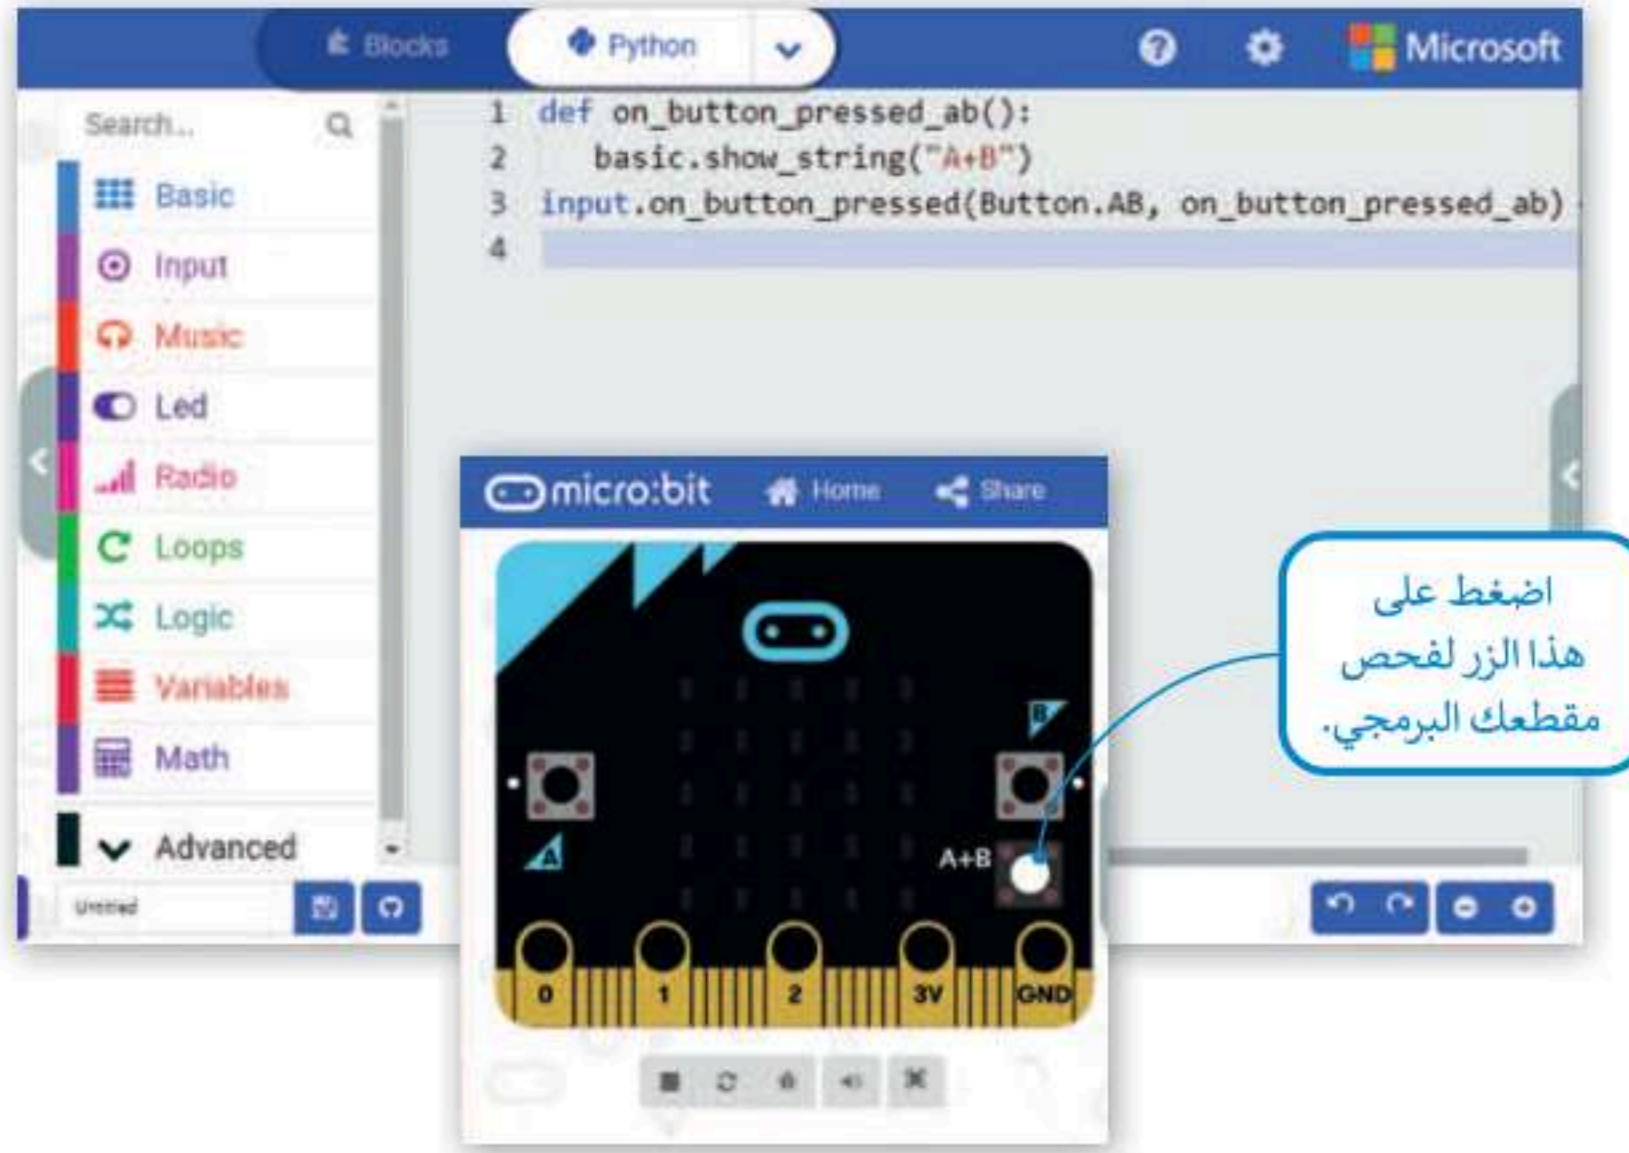 Blocks
Python
Microsoft
Search...
Basic
Input
Music
Led
Radio
Loops
Logic
Variables
Math
Advanced
Untitled
1 def on_button_pressed_ab():
2 basic.show_string("A+B")
3 input.on_button_pressed(Button.AB, on_button_pressed_ab)
4
micro:bit
Home
Share
B
A
A+B
0
1
2
3V
GND
اضغط على
هذا الزر لفحص
مقطعك البرمجي.